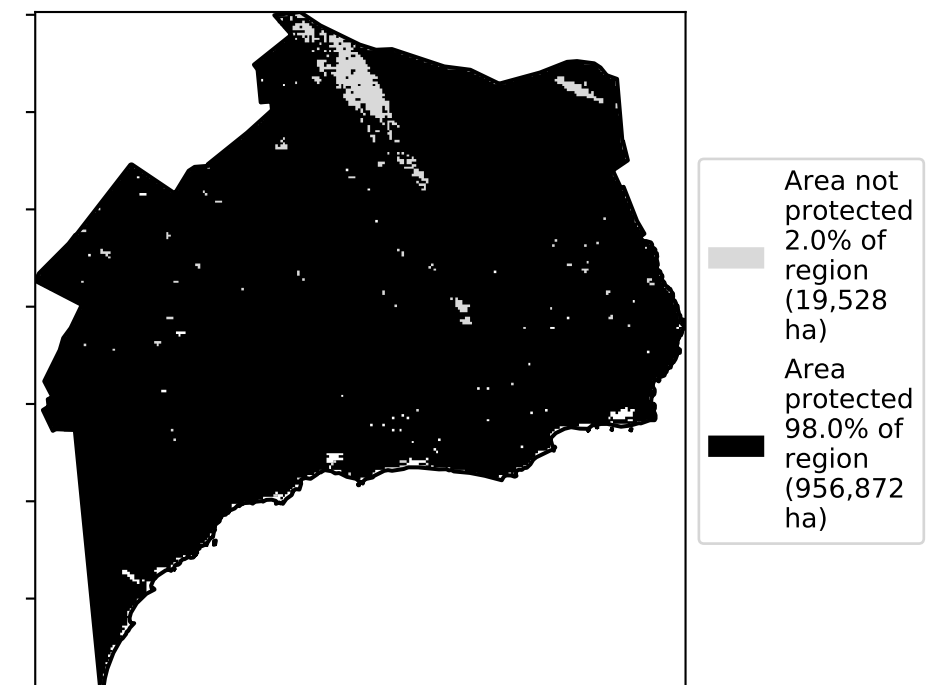 Area not
protected
2.0% of
region
(19,528
ha)
Area
protected
98.0% of
region
(956,872
ha)